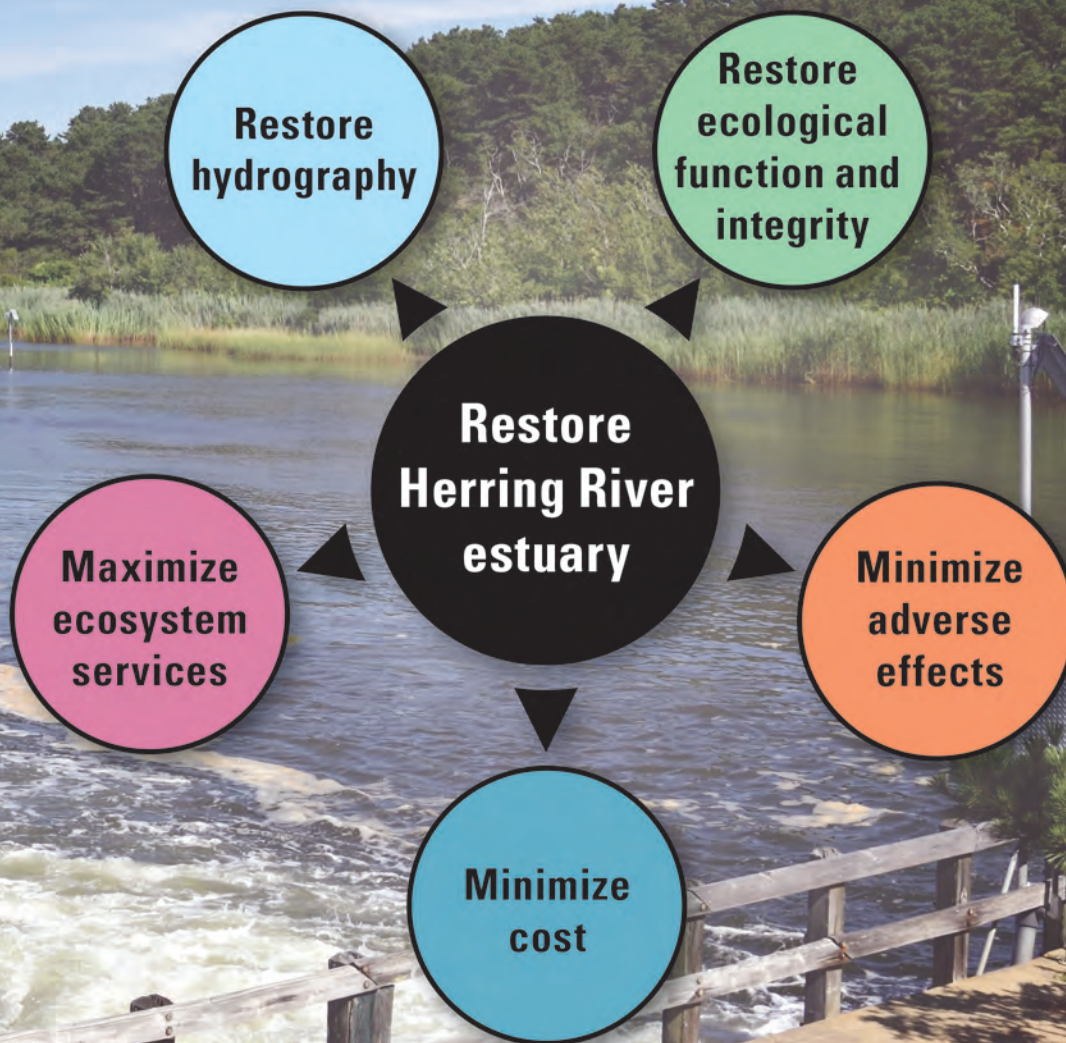 Restore
hydrography
Restore
ecological
function and
integrity
Restore
Herring River
estuary
Maximize
ecosystem
services
Minimize
adverse
effects
Minimize
cost